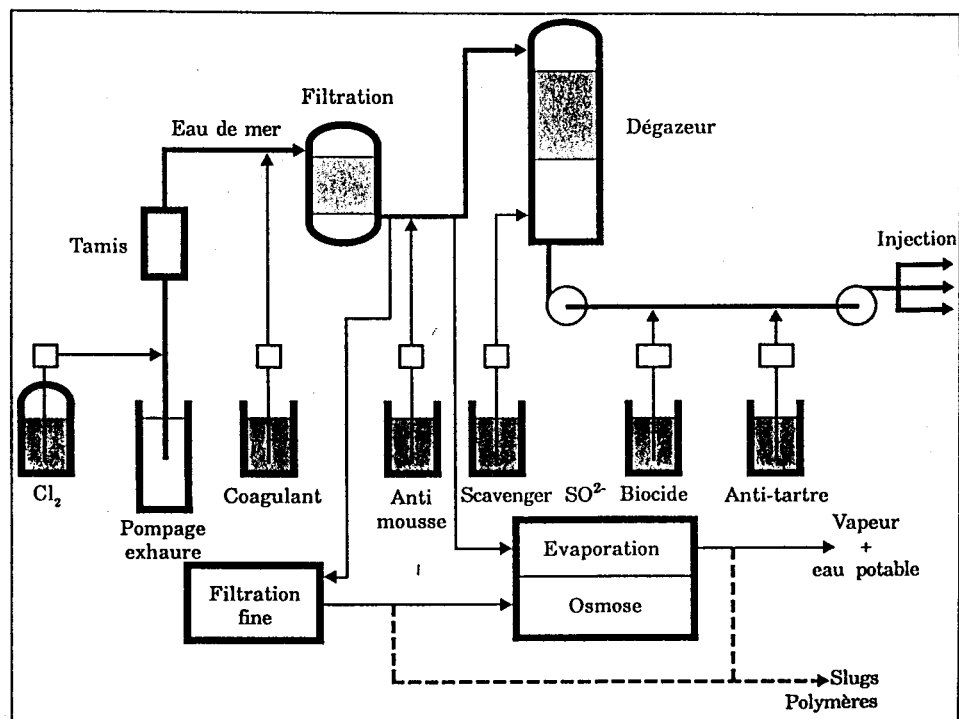 Filtration
Eau de mer
Dégazeur
Tamis
Injection
Cl₂
Pompage
exhaure
Coagulant
Anti
mousse
Scavenger SO²⁻
Biocide
Anti-tartre
Filtration
fine
Evaporation
Osmose
Vapeur
+
eau potable
Slugs
Polymères